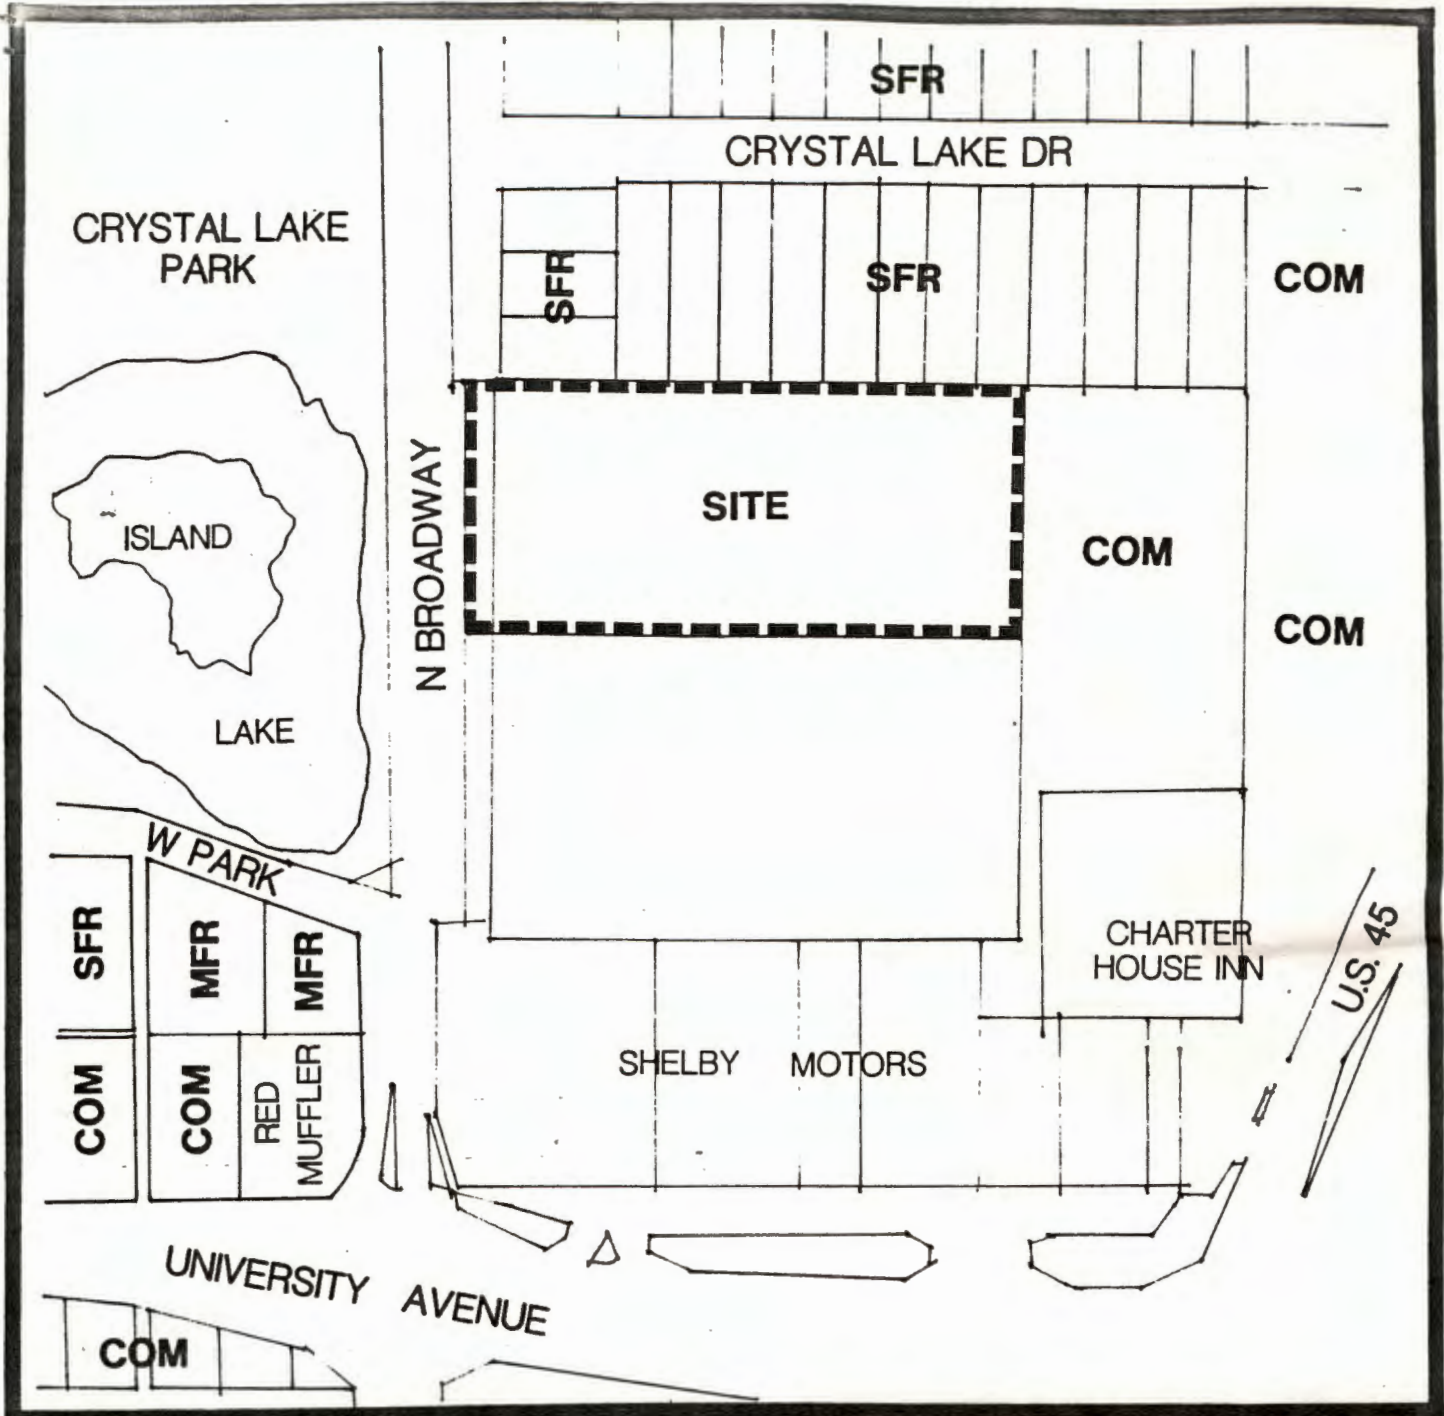 SFR
CRYSTAL LAKE DR
CRYSTAL LAKE
PARK
SFR
SFR
COM
N BROADWAY
SITE
ISLAND
COM
COM
LAKE
W PARK
SFR
MFR
MFR
CHARTER
HOUSE INN
U.S. 45
COM
COM
RED
MUFFLER
SHELBY MOTORS
UNIVERSITY AVENUE
COM